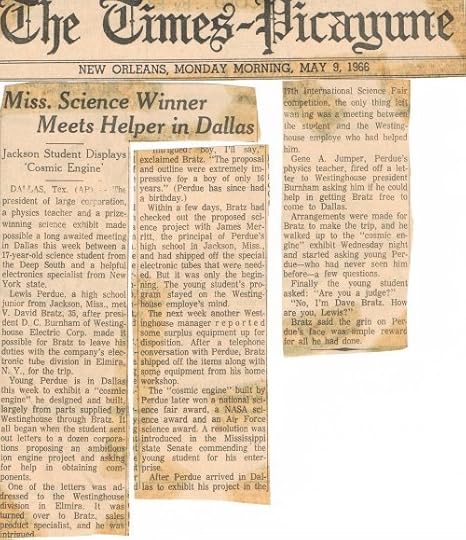 The Times-Picayune
NEW ORLEANS, MONDAY MORNING, MAY 9, 1966
Miss. Science Winner
Meets Helper in Dallas
Jackson Student Displays
'Cosmic Engine'
DALLAS, Tex. (AP) — The
president of large corporation,
a physics teacher and a prize-
winning science exhibit made
possible a long awaited meeting
in Dallas this week between a
17-year-old science student from
the Deep South and a helpful
electronics specialist from New
York state.
Lewis Perdue, a high school
junior from Jackson, Miss., met
V. David Bratz, 35, after presi-
dent D. C. Burnham of Westing-
house Electric Corp. made it
possible for Bratz to leave his
duties with the company's elec-
tronic tube division in Elmira,
N. Y., for the trip.
Young Perdue is in Dallas
this week to exhibit a "cosmic
engine" he designed and built,
largely from parts supplied by
Westinghouse through Bratz. It
all began when the student sent
out letters to a dozen corpora-
tions proposing an ambitious
ion engine project and asking
for help in obtaining com-
ponents.
One of the letters was ad-
dressed to the Westinghouse
division in Elmira. It was
turned over to Bratz, sales
product specialist, and he was
intrigued.
"Intrigued? Boy, I'll say,"
exclaimed Bratz. "The proposal
and outline were extremely im-
pressive for a boy of only 16
years." (Perdue has since had
a birthday.)
Within a few days, Bratz had
checked out the proposed sci-
ence project with James Mer-
ritt, the principal of Perdue's
high school in Jackson, Miss.,
and had shipped off the special
electronic tubes that were need-
ed. But it was only the begin-
ning. The young student's pro-
gram stayed on the Westing-
house employe's mind.
The next week another West-
inghouse manager reported
some surplus equipment up for
disposition. After a telephone
conversation with Perdue, Bratz
shipped off the items along with
some equipment from his home
workshop.
The "cosmic engine" built by
Perdue later won a national sci-
ence fair award, a NASA sci-
ence award and an Air Force
science award. A resolution was
introduced in the Mississippi
state Senate commending the
young student for his enter-
prise.
After Perdue arrived in Dal-
las to exhibit his project in the
17th International Science Fair
competition, the only thing left
wanting was a meeting between
the student and the Westing-
house employe who had helped
him.
Gene A. Jumper, Perdue's
physics teacher, fired off a let-
ter to Westinghouse president
Burnham asking him if he could
help in getting Bratz free to
come to Dallas.
Arrangements were made for
Bratz to make the trip, and he
walked up to the "cosmic en-
gine" exhibit Wednesday night
and started asking young Per-
due—who had never seen him
before—a few questions.
Finally the young student
asked: "Are you a judge?"
"No, I'm Dave Bratz. How
are you, Lewis?"
Bratz said the grin on Per-
due's face was ample reward
for all he had done.